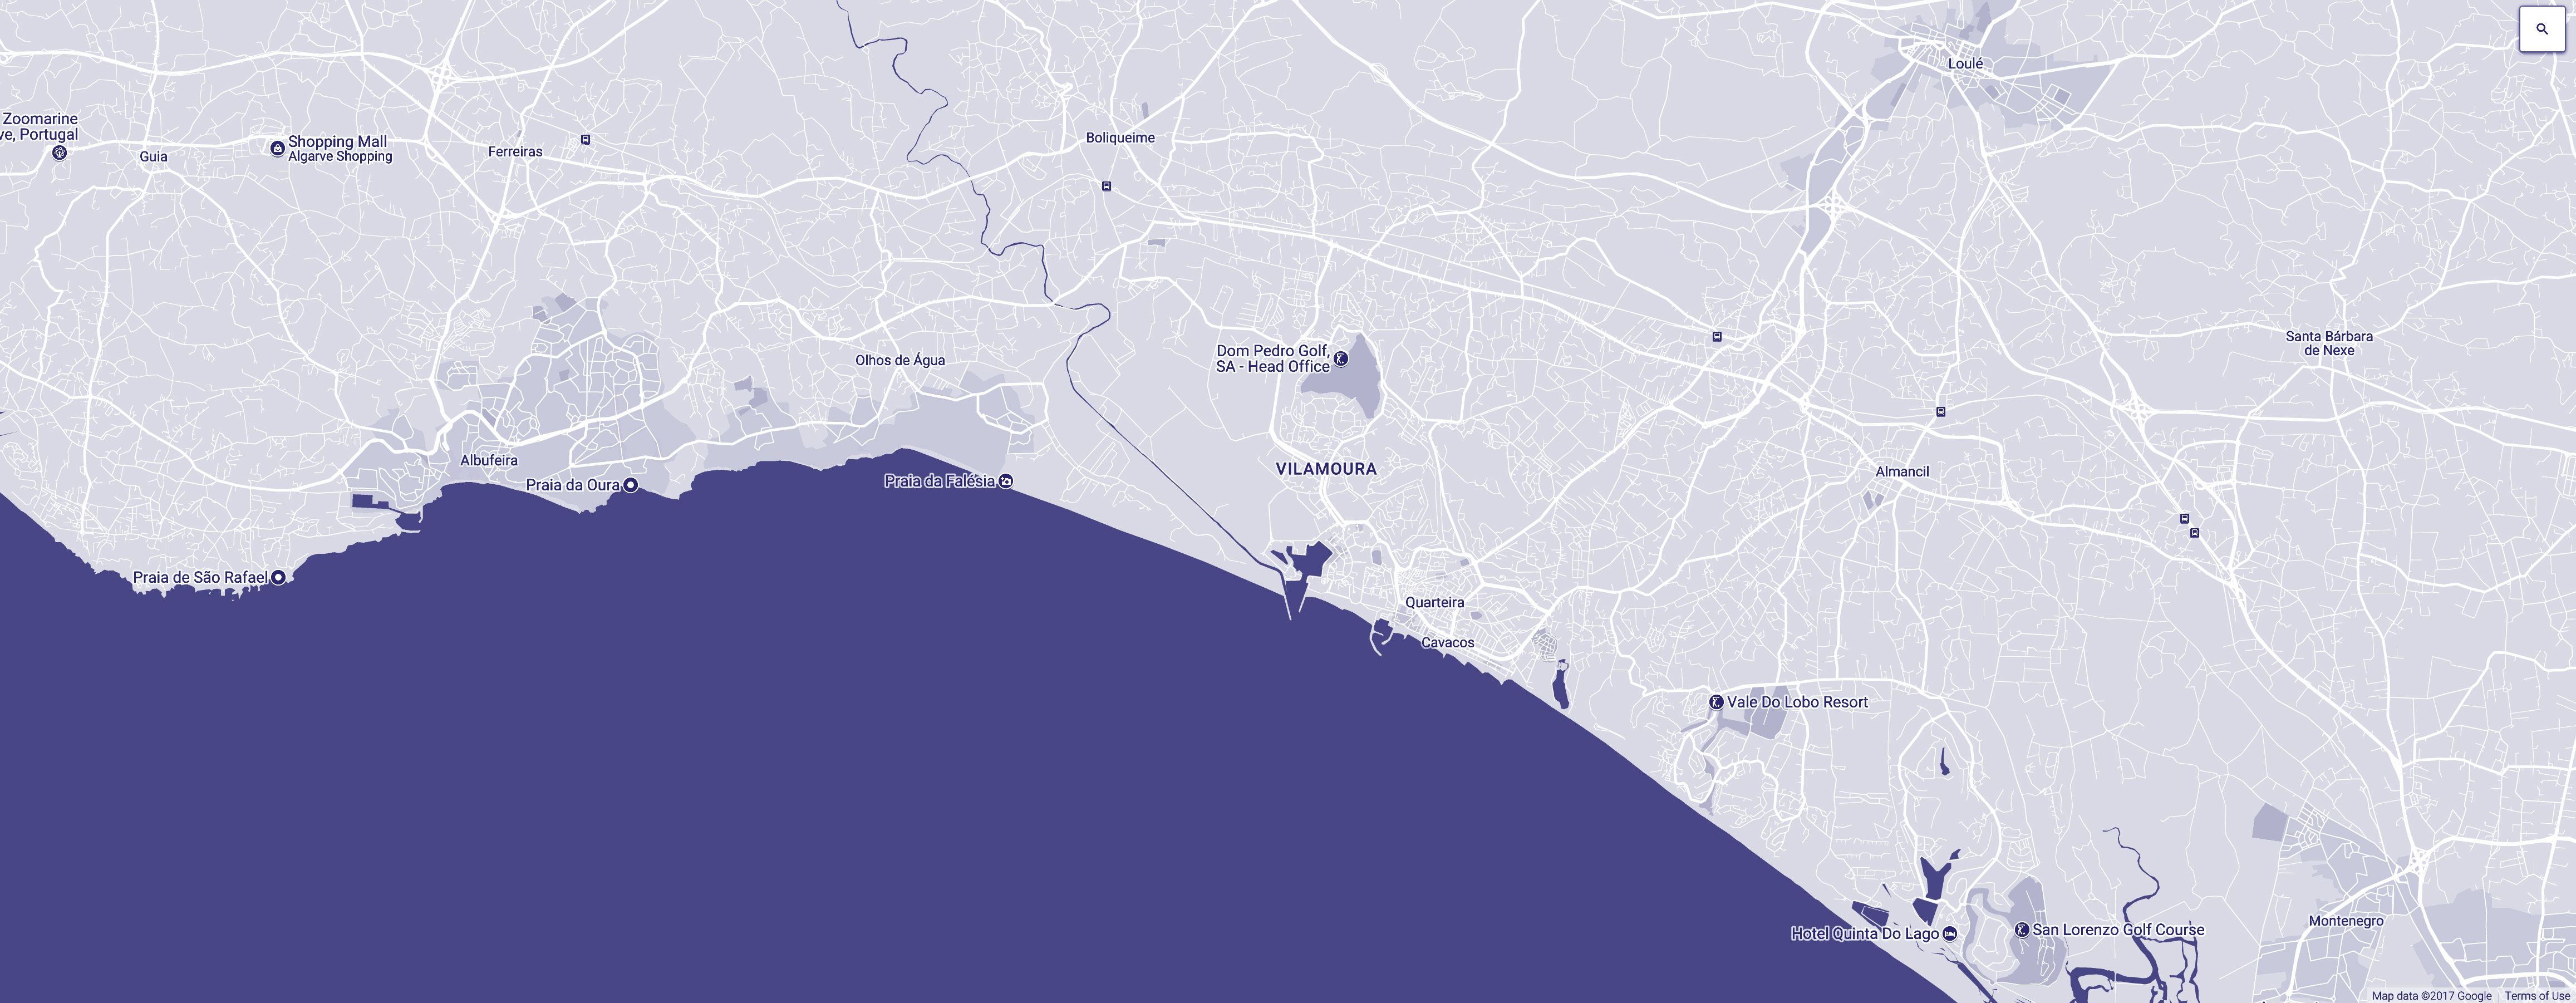 Loulé
Zoomarine
ve, Portugal
Guia
Shopping Mall
Algarve Shopping
Ferreiras
Boliqueime
Santa Bárbara
de Nexe
Olhos de Água
Dom Pedro Golf,
SA - Head Office
Albufeira
Praia da Oura
Praia da Falésia
VILAMOURA
Almancil
Praia de São Rafael
Quarteira
Cavacos
Vale Do Lobo Resort
Hotel Quinta Do Lago
San Lorenzo Golf Course
Montenegro
Map data ©2017 Google
Terms of Use